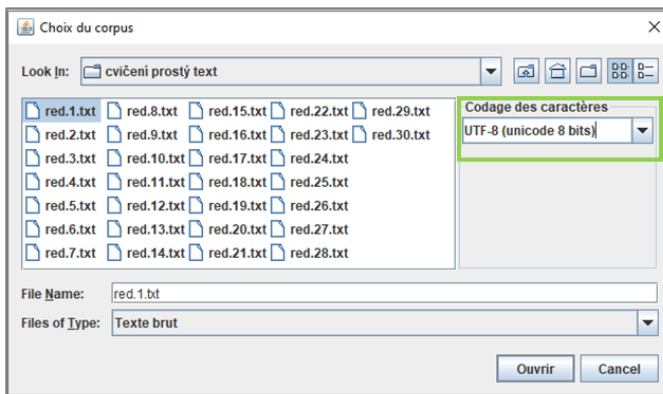 Choix du corpus
Look In: cvičení prostý text
red.1.txt red.8.txt red.15.txt red.22.txt red.29.txt
red.2.txt red.9.txt red.16.txt red.23.txt red.30.txt
red.3.txt red.10.txt red.17.txt red.24.txt
red.4.txt red.11.txt red.18.txt red.25.txt
red.5.txt red.12.txt red.19.txt red.26.txt
red.6.txt red.13.txt red.20.txt red.27.txt
red.7.txt red.14.txt red.21.txt red.28.txt
Codage des caractères
UTF-8 (unicode 8 bits)
File Name: red.1.txt
Files of Type: Texte brut
Ouvrir Cancel